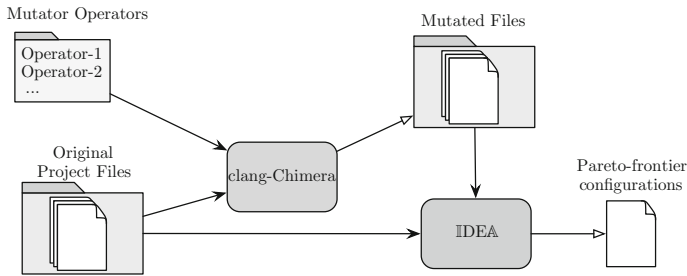 Mutator Operators
Operator-1
Operator-2
...
Mutated Files
Original
Project Files
clang-Chimera
Pareto-frontier
configurations
𝕀DE𝔸